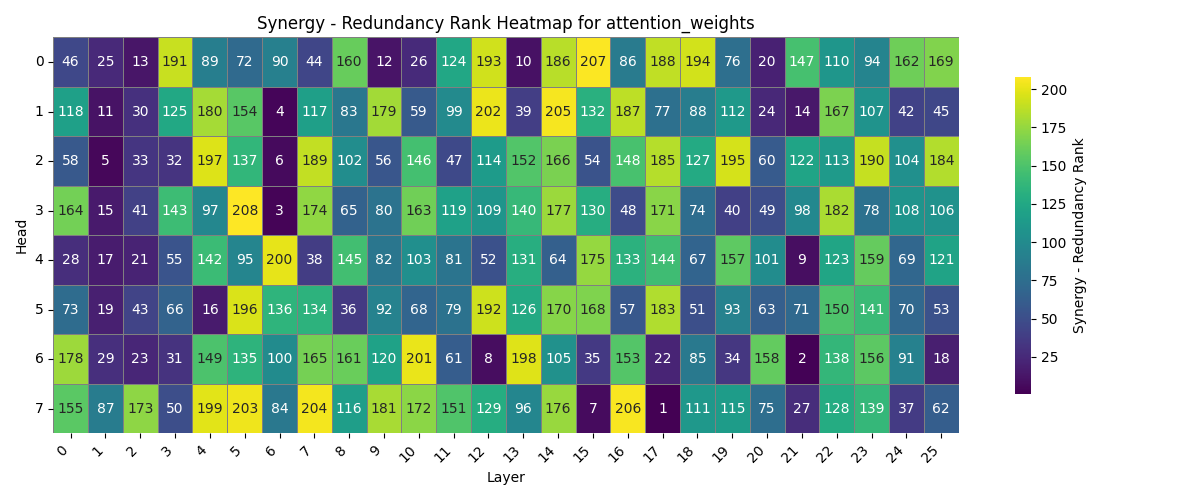 Synergy - Redundancy Rank Heatmap for attention_weights
0 46 25 13 191 89 72 90 44 160 12 26 124 193 10 186 207 86 188 194 76 20 147 110 94 162 169
1 118 11 30 125 180 154 4 117 83 179 59 99 202 39 205 132 187 77 88 112 24 14 167 107 42 45
2 58 5 33 32 197 137 6 189 102 56 146 47 114 152 166 54 148 185 127 195 60 122 113 190 104 184
3 164 15 41 143 97 208 3 174 65 80 163 119 109 140 177 130 48 171 74 40 49 98 182 78 108 106
4 28 17 21 55 142 95 200 38 145 82 103 81 52 131 64 175 133 144 67 157 101 9 123 159 69 121
5 73 19 43 66 16 196 136 134 36 92 68 79 192 126 170 168 57 183 51 93 63 71 150 141 70 53
6 178 29 23 31 149 135 100 165 161 120 201 61 8 198 105 35 153 22 85 34 158 2 138 156 91 18
7 155 87 173 50 199 203 84 204 116 181 172 151 129 96 176 7 206 1 111 115 75 27 128 139 37 62
0 1 2 3 4 5 6 7 8 9 10 11 12 13 14 15 16 17 18 19 20 21 22 23 24 25
Layer
Head
200
175
150
125
100
75
50
25
Synergy - Redundancy Rank